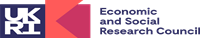 UK
RI
Economic
and Social
Research Council